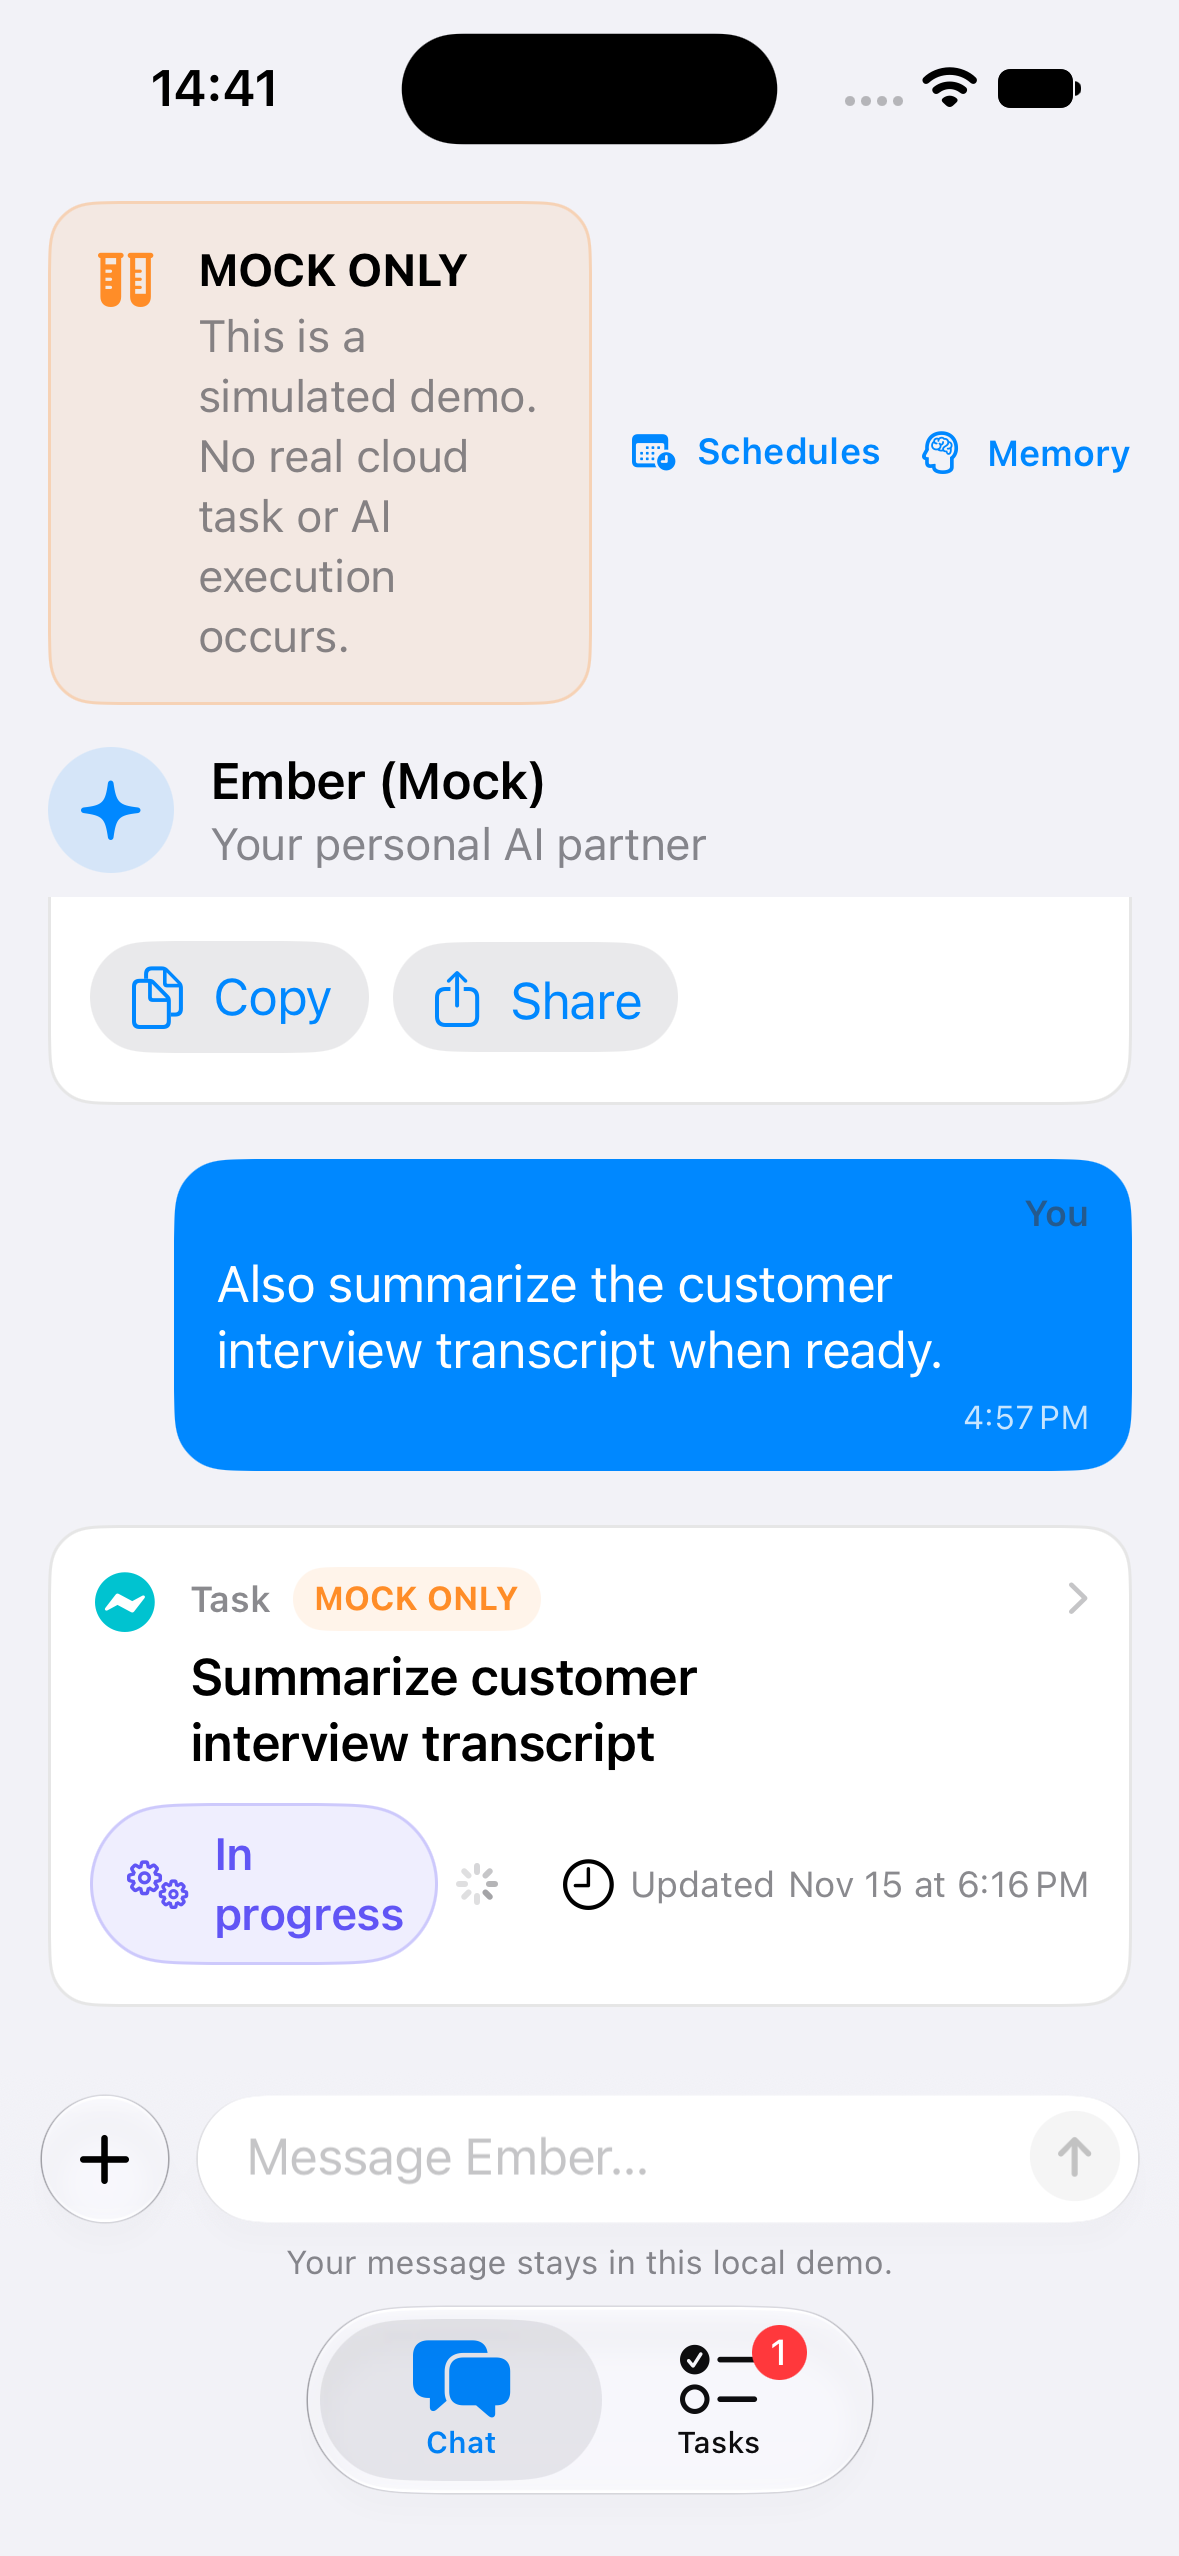 14:41
MOCK ONLY
This is a
simulated demo.
No real cloud
task or AI
execution
occurs.
Schedules
Memory
Ember (Mock)
Your personal AI partner
Copy
Share
You
Also summarize the customer
interview transcript when ready.
4:57 PM
Task
MOCK ONLY
Summarize customer
interview transcript
In
progress
Updated Nov 15 at 6:16 PM
Message Ember...
Your message stays in this local demo.
Chat
1
Tasks